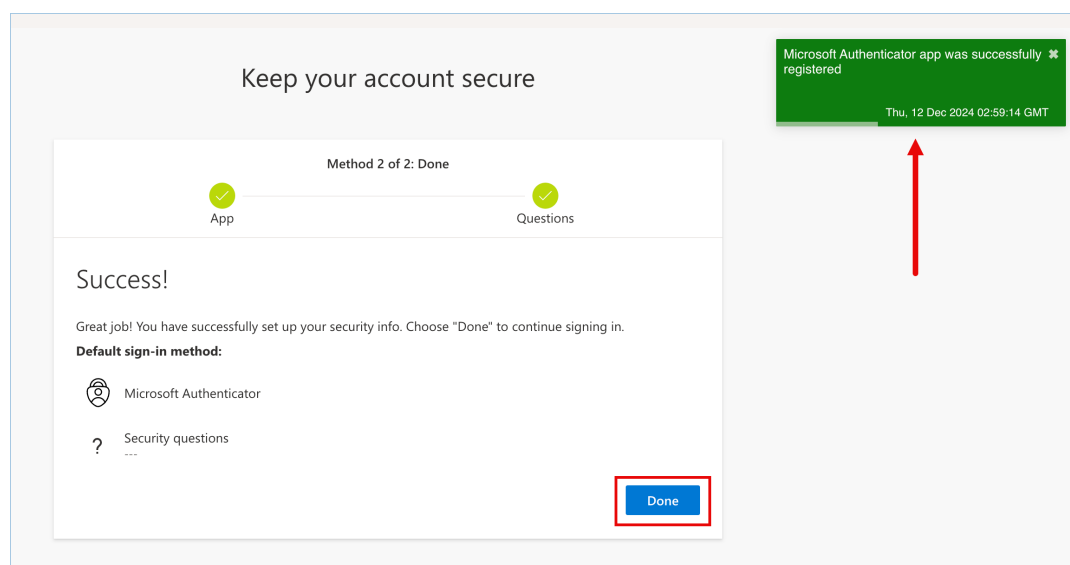 Keep your account secure
Microsoft Authenticator app was successfully
registered
Thu, 12 Dec 2024 02:59:14 GMT
Method 2 of 2: Done
App
Questions
Success!
Great job! You have successfully set up your security info. Choose "Done" to continue signing in.
Default sign-in method:
Microsoft Authenticator
?
Security questions
---
Done